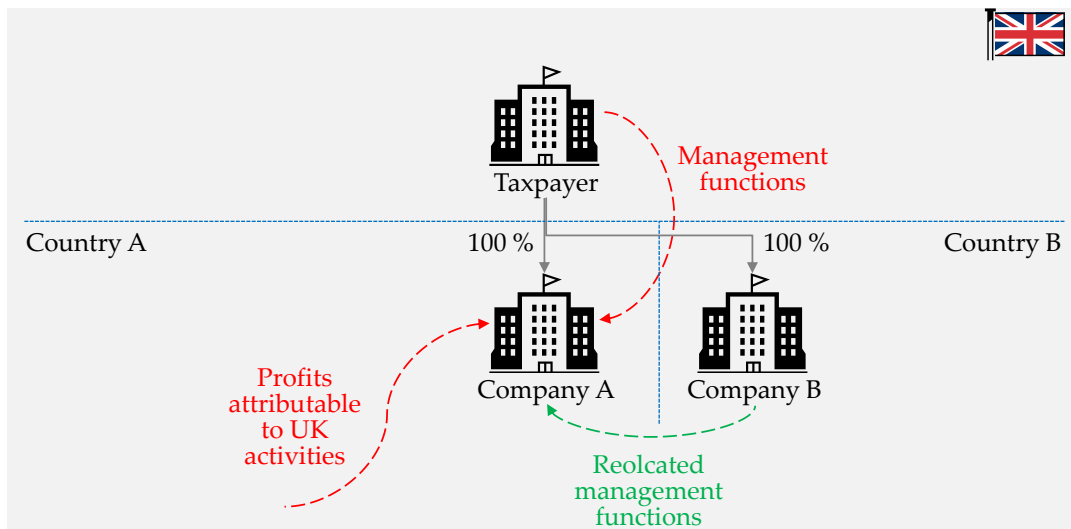 Taxpayer
Management
functions
Country A
100 %
100 %
Country B
Company A
Company B
Profits
attributable
to UK
activities
Reolcated
management
functions